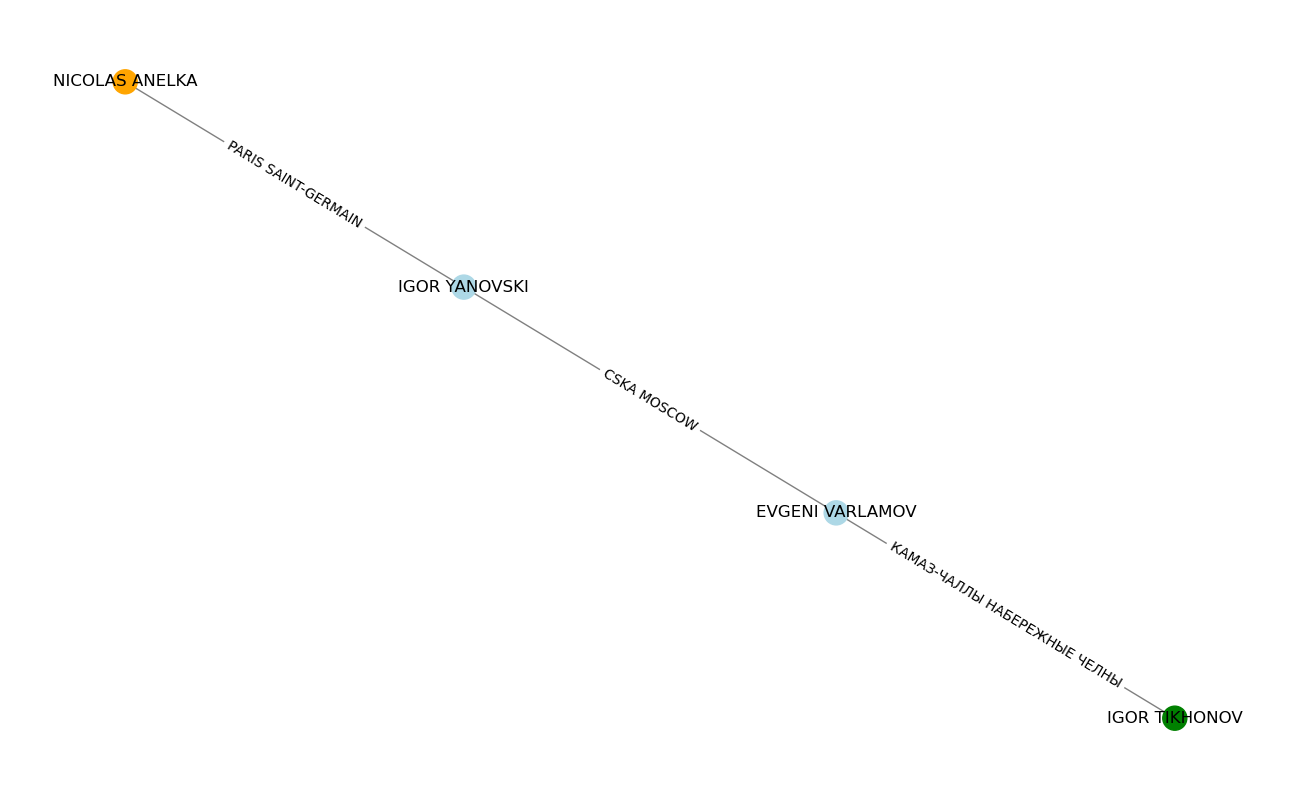 NICOLAS ANELKA
PARIS SAINT-GERMAIN
IGOR YANOVSKI
CSKA MOSCOW
EVGENI VARLAMOV
КАМАЗ-ЧАЛЛЫ НАБЕРЕЖНЫЕ ЧЕЛНЫ
IGOR TIKHONOV